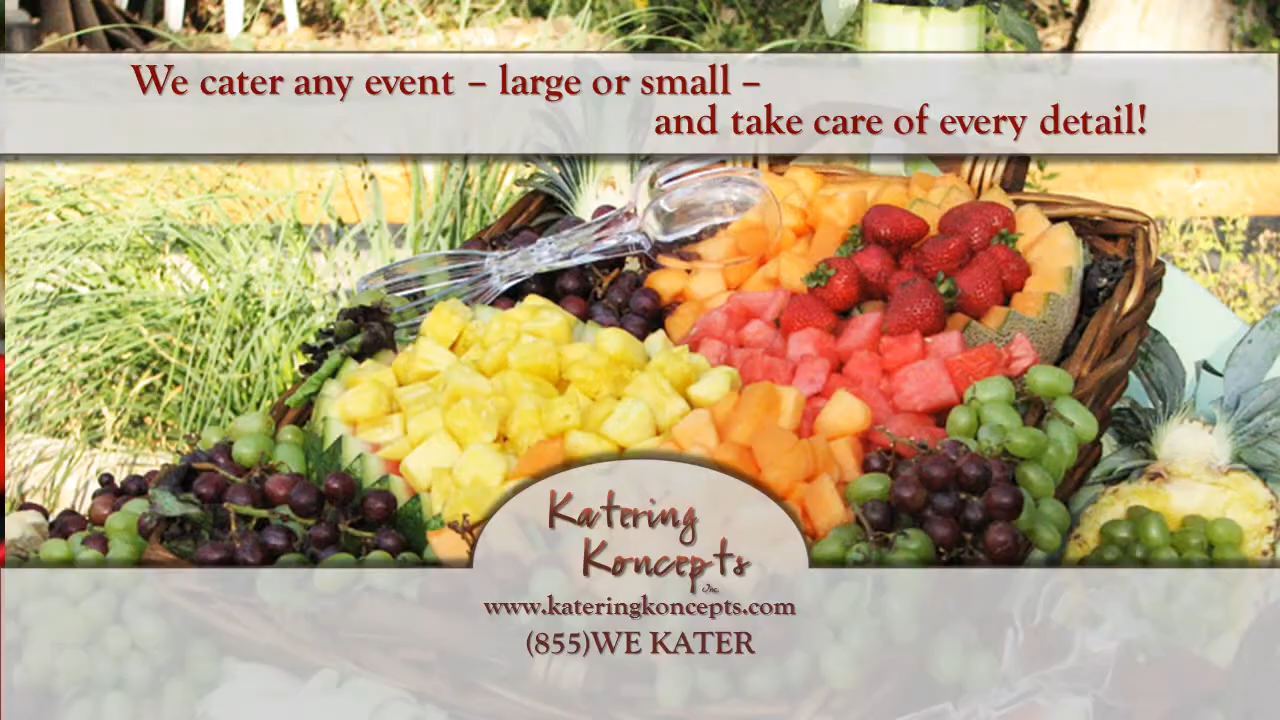 We cater any event – large or small –
and take care of every detail!
Katering
Koncepts
Inc.
www.kateringkoncepts.com
(855)WE KATER